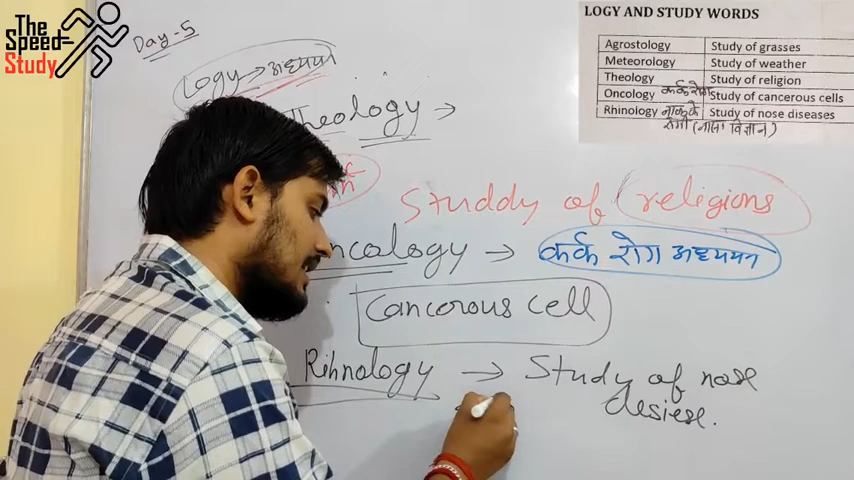 The
Speed
Study
Day-5
Logy → अध्ययन
Theology →
Studdy of religions
ncology → कर्क रोग अध्ययन
Cancorous cell
Rihnology → Study of nose
desiese.
LOGY AND STUDY WORDS
Agrostology Study of grasses
Meteorology Study of weather
Theology Study of religion
Oncology कर्क रोग Study of cancerous cells
Rhinology नाक के Study of nose diseases
रोगो (नासा विज्ञान)